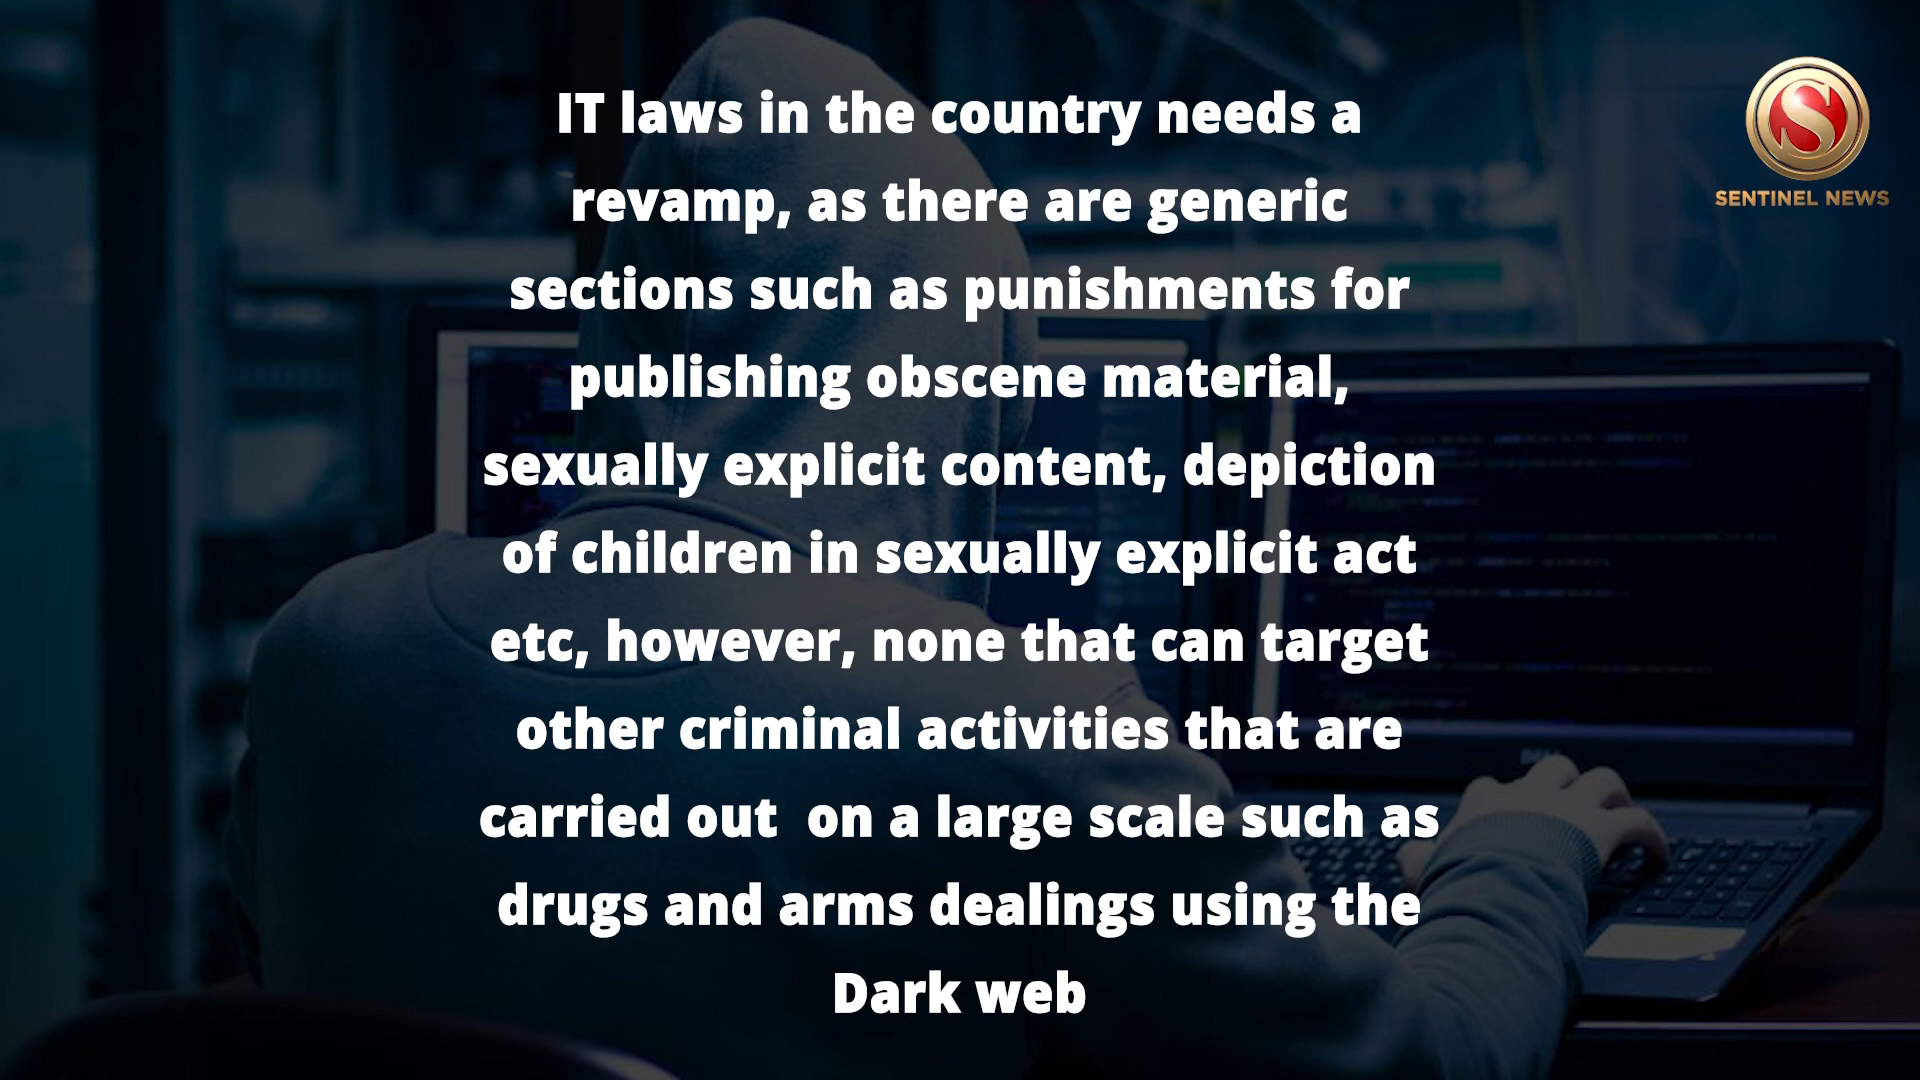 IT laws in the country needs a
revamp, as there are generic
sections such as punishments for
publishing obscene material,
sexually explicit content, depiction
of children in sexually explicit act
etc, however, none that can target
other criminal activities that are
carried out  on a large scale such as
drugs and arms dealings using the
Dark web
S
SENTINEL NEWS
DELL